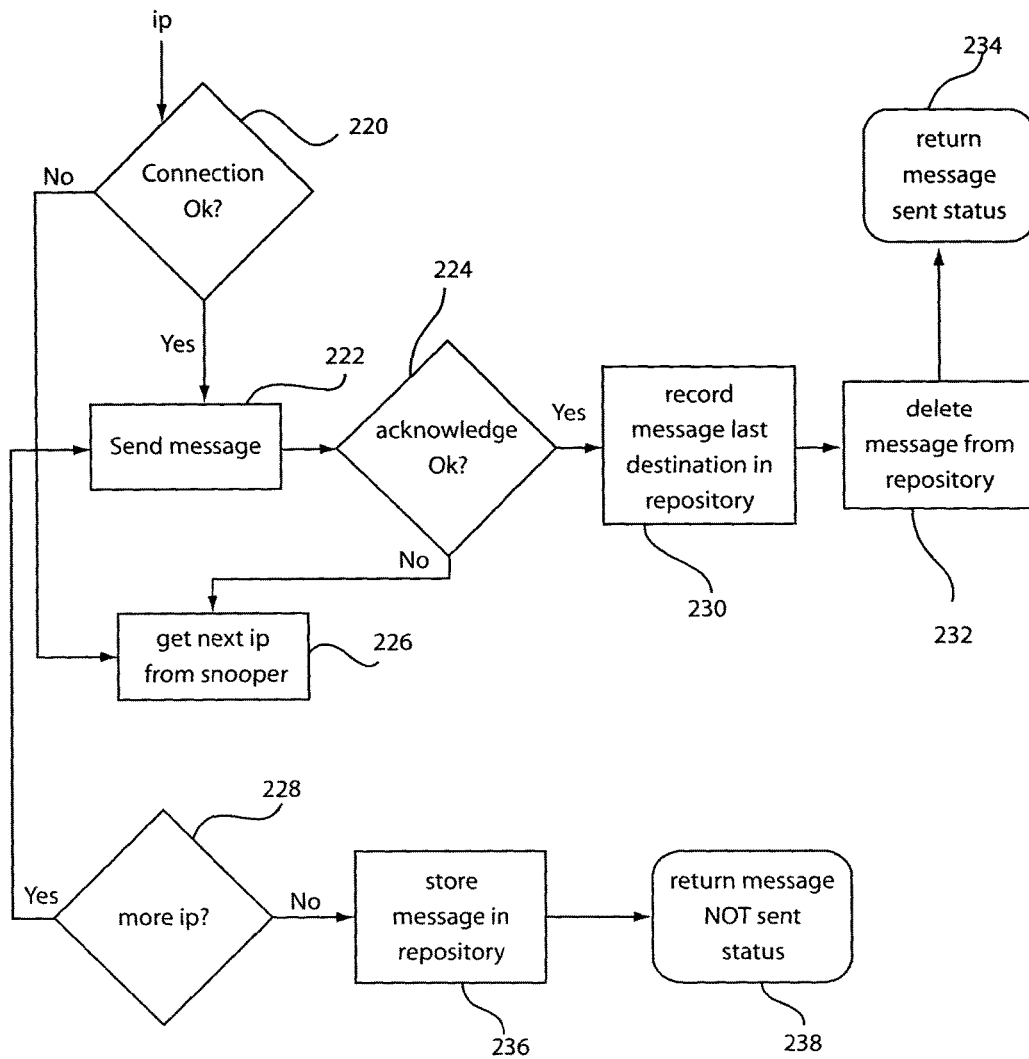 ip
234
220
return
message
sent status
No
Connection
Ok?
224
Yes
222
Send message
acknowledge
Ok?
Yes
record
message last
destination in
repository
delete
message from
repository
No
230
232
get next ip
from snooper
226
228
Yes
more ip?
No
store
message in
repository
return message
NOT sent
status
236
238